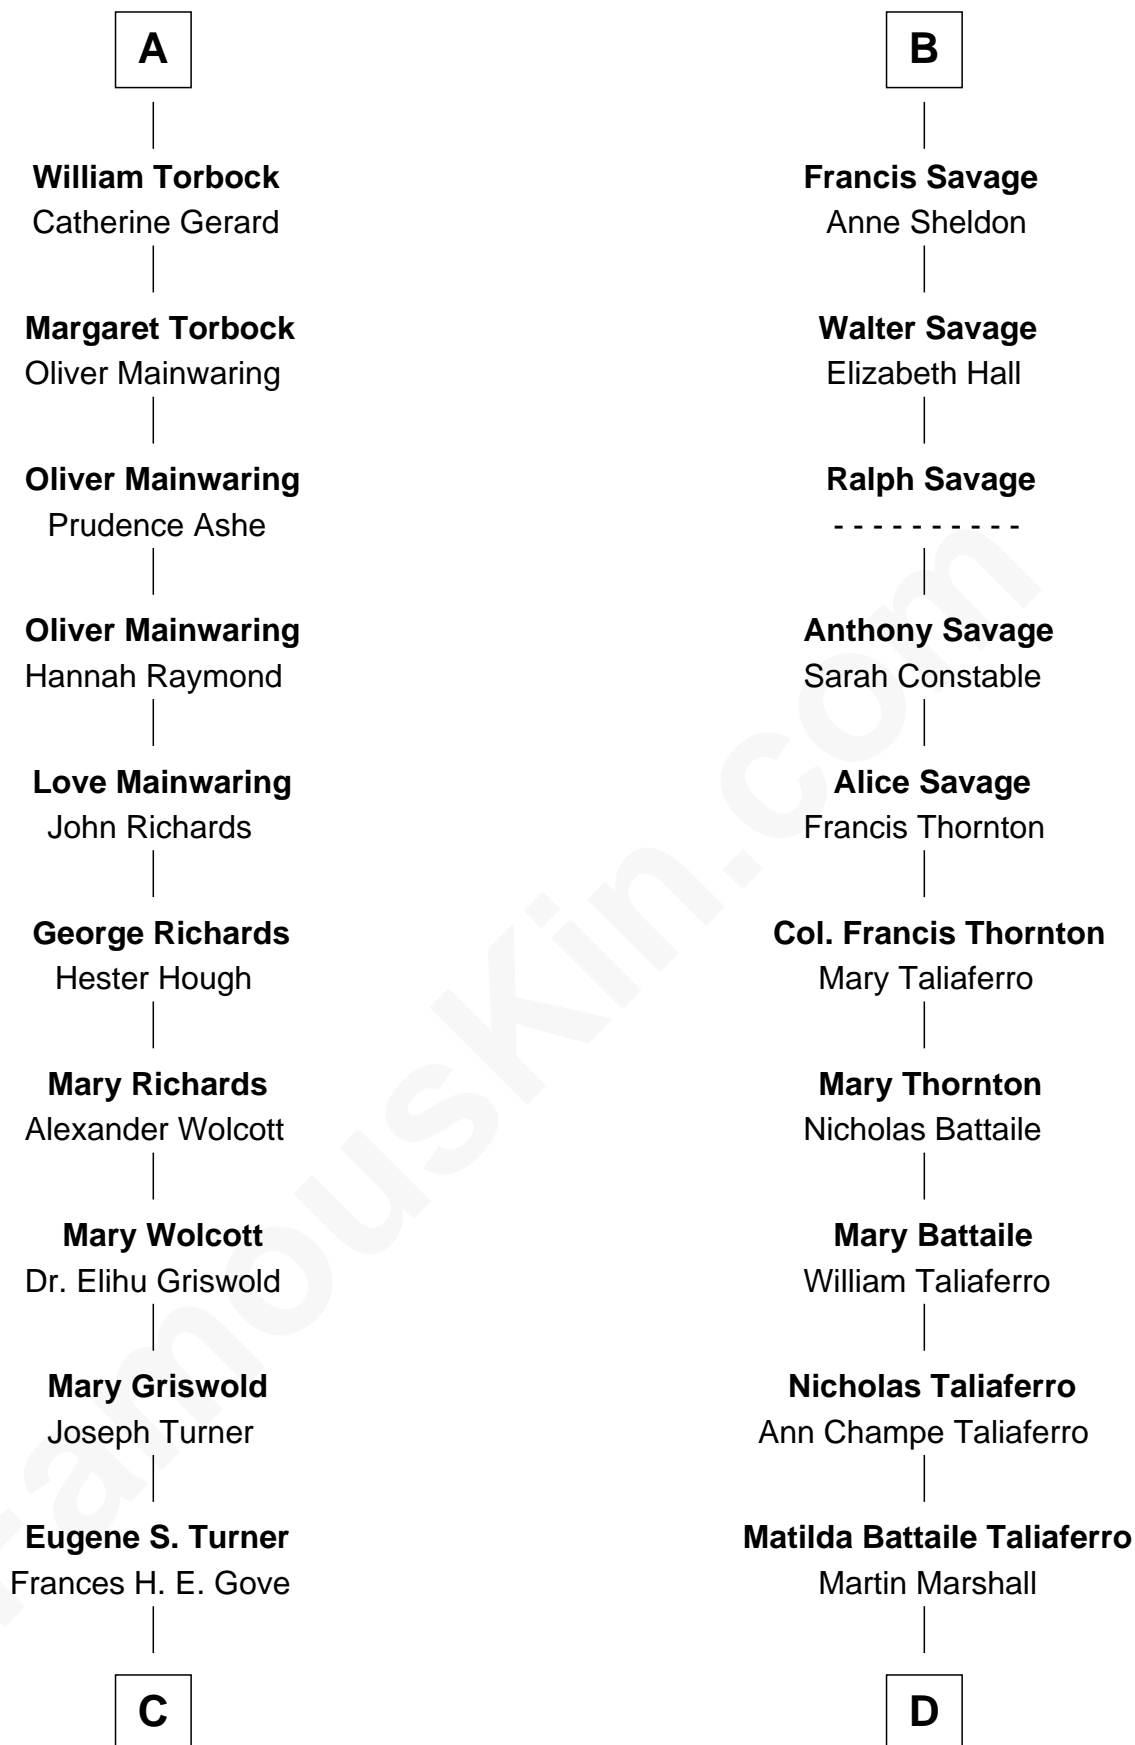 A
William Torbock
Catherine Gerard
Margaret Torbock
Oliver Mainwaring
Oliver Mainwaring
Prudence Ashe
Oliver Mainwaring
Hannah Raymond
Love Mainwaring
John Richards
George Richards
Hester Hough
Mary Richards
Alexander Wolcott
Mary Wolcott
Dr. Elihu Griswold
Mary Griswold
Joseph Turner
Eugene S. Turner
Frances H. E. Gove
C
B
Francis Savage
Anne Sheldon
Walter Savage
Elizabeth Hall
Ralph Savage
- - - - - - - - - -
Anthony Savage
Sarah Constable
Alice Savage
Francis Thornton
Col. Francis Thornton
Mary Taliaferro
Mary Thornton
Nicholas Battaile
Mary Battaile
William Taliaferro
Nicholas Taliaferro
Ann Champe Taliaferro
Matilda Battaile Taliaferro
Martin Marshall
D
FamousKin.com